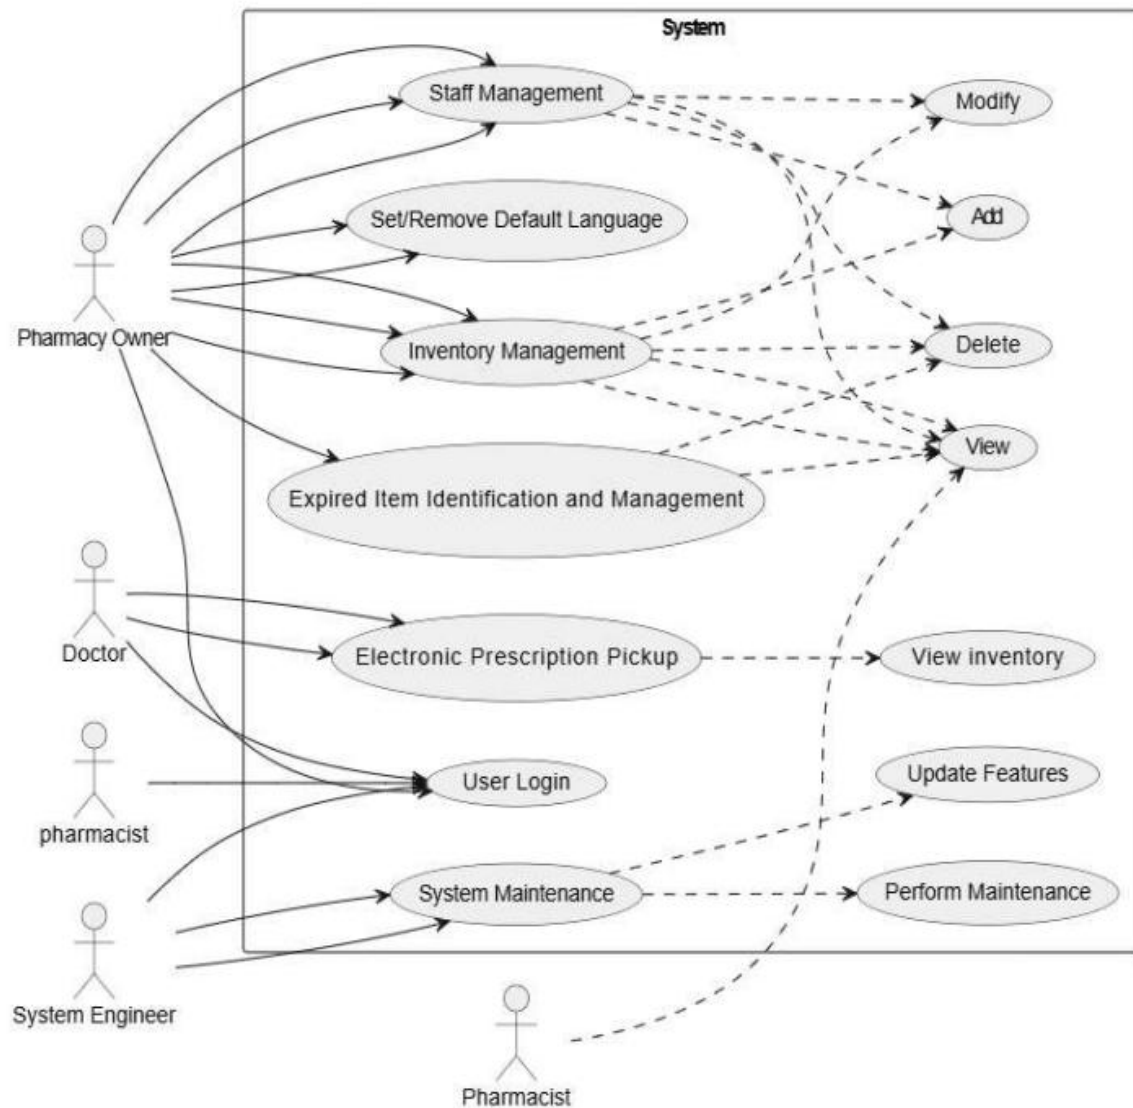 System
Staff Management
Modify
Add
Set/Remove Default Language
Pharmacy Owner
Inventory Management
Delete
View
Expired Item Identification and Management
Doctor
Electronic Prescription Pickup
View inventory
User Login
Update Features
pharmacist
System Maintenance
Perform Maintenance
System Engineer
Pharmacist